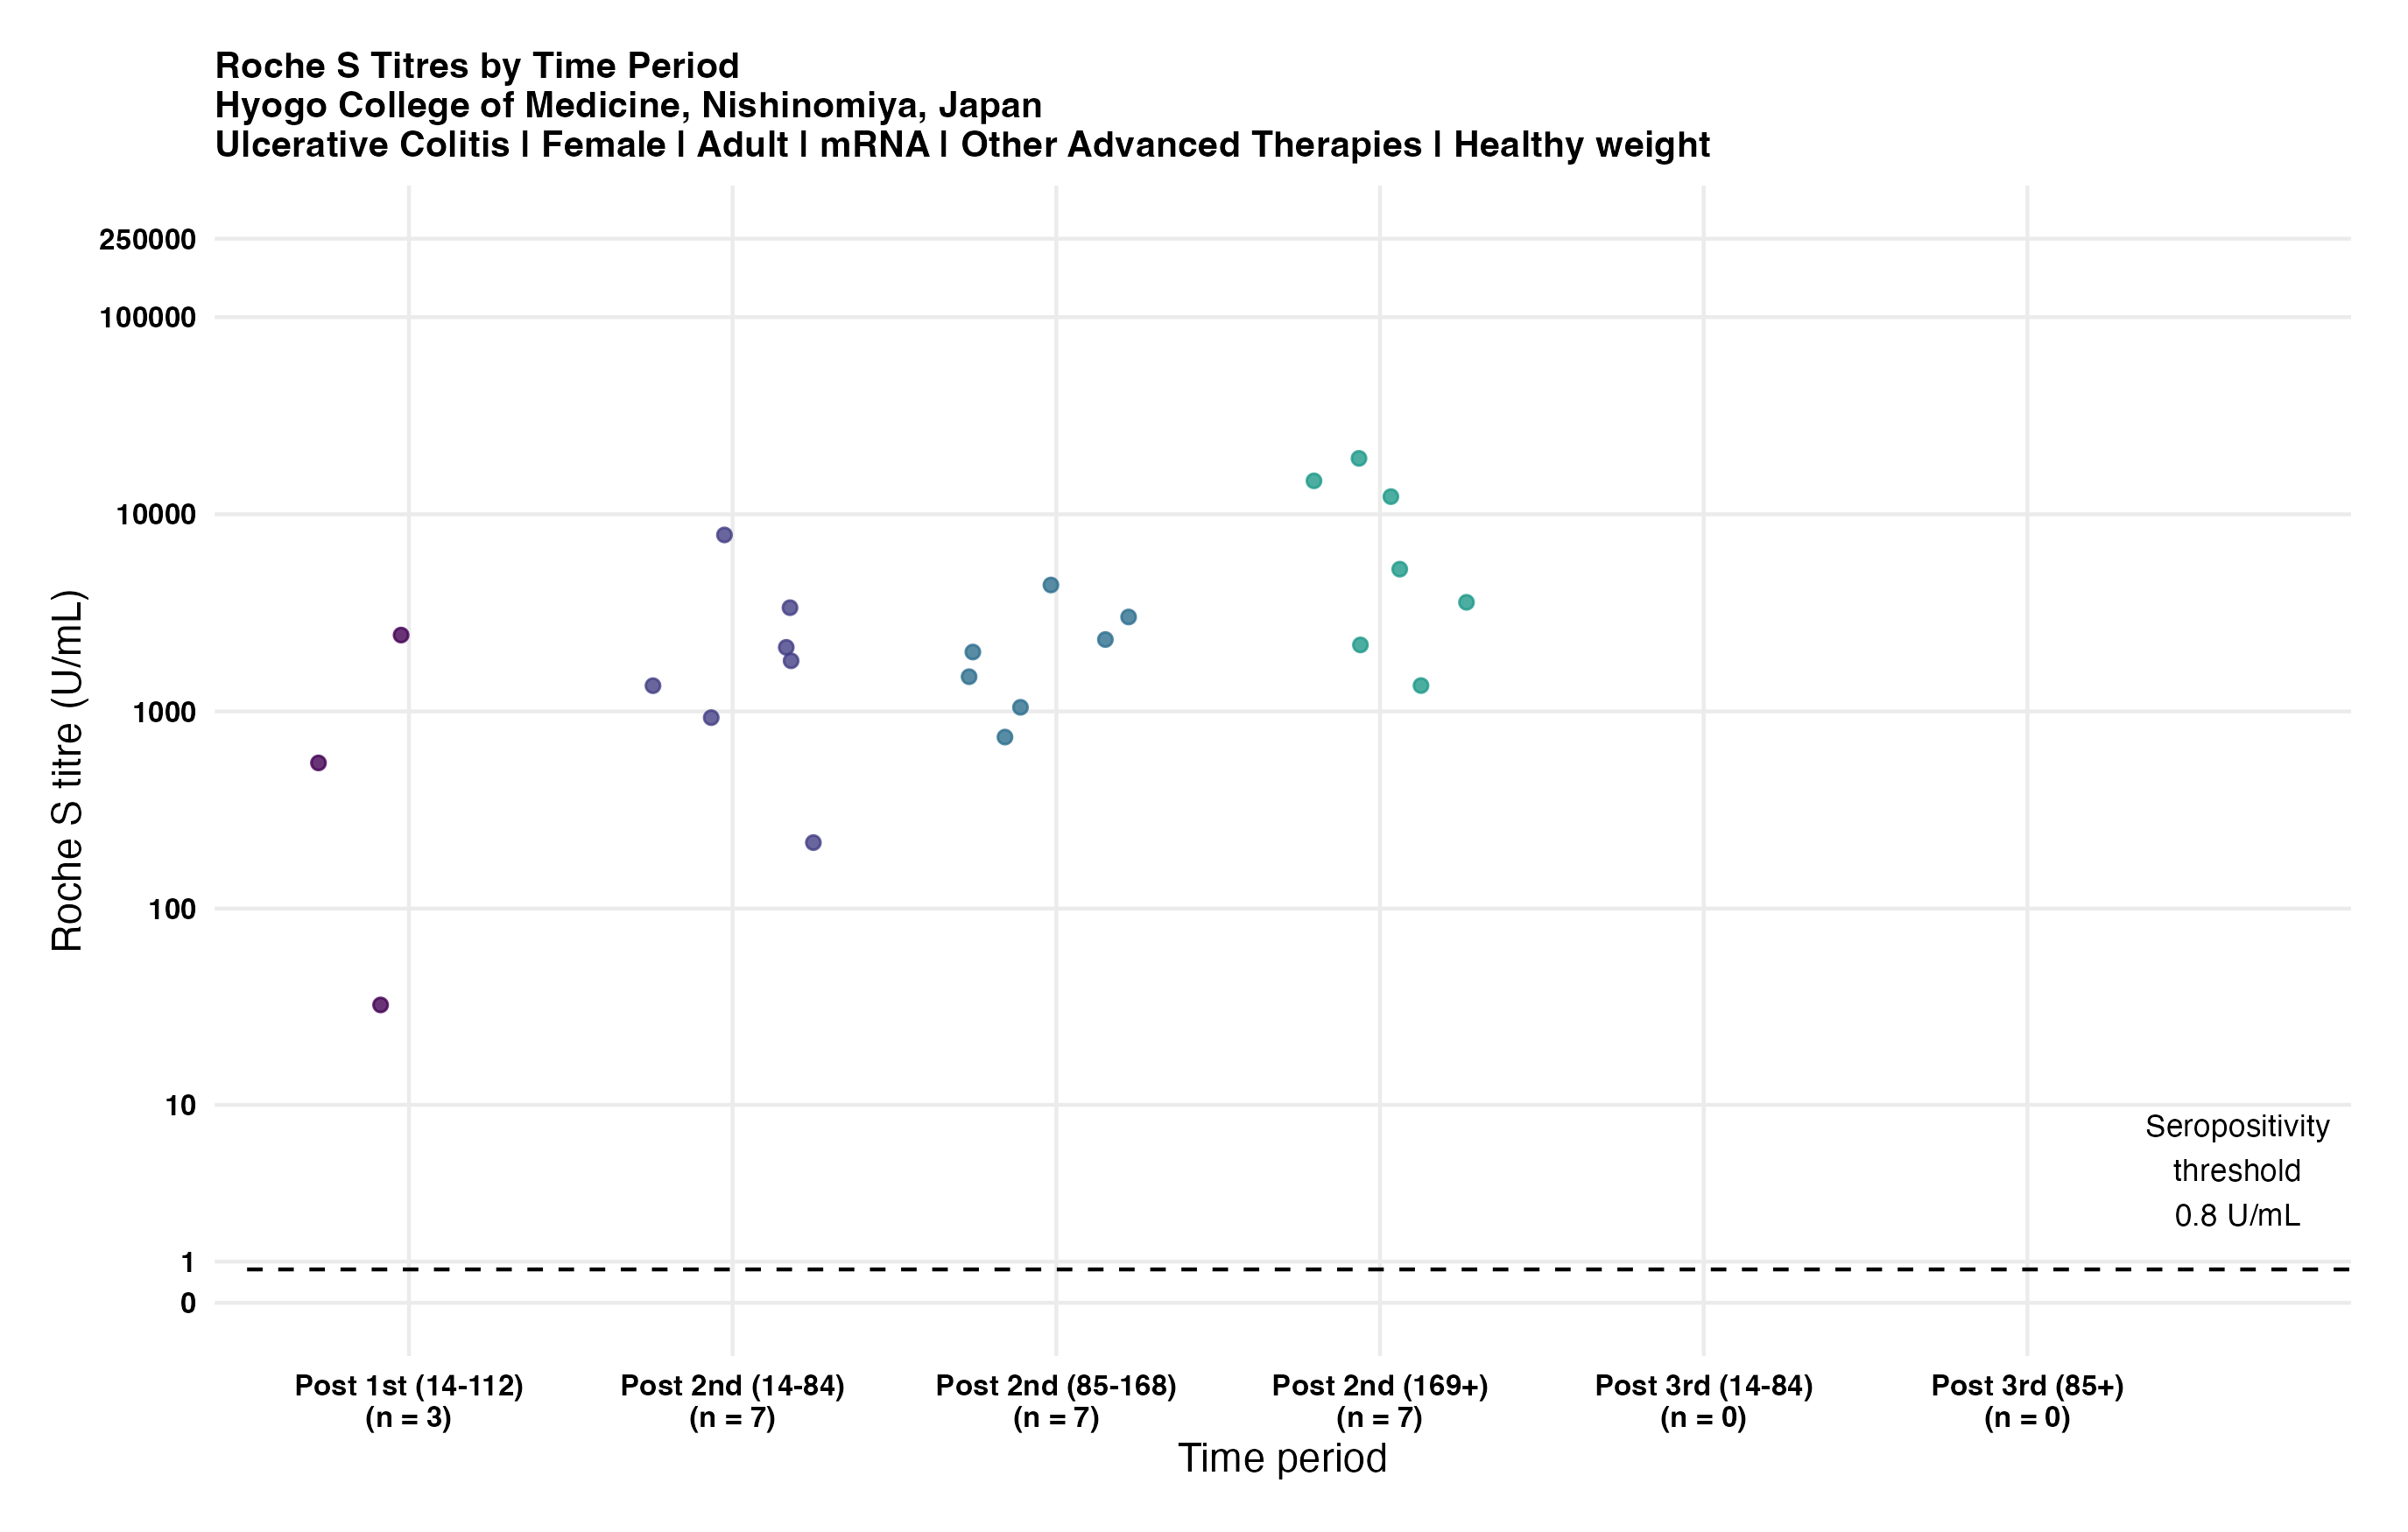 Roche S Titres by Time Period
Hyogo College of Medicine, Nishinomiya, Japan
Ulcerative Colitis | Female | Adult | mRNA | Other Advanced Therapies | Healthy weight
Roche S titre (U/mL)
250000
100000
10000
1000
100
10
1
0
Seropositivity
threshold
0.8 U/mL
Post 1st (14-112)
(n = 3)
Post 2nd (14-84)
(n = 7)
Post 2nd (85-168)
(n = 7)
Post 2nd (169+)
(n = 7)
Post 3rd (14-84)
(n = 0)
Post 3rd (85+)
(n = 0)
Time period